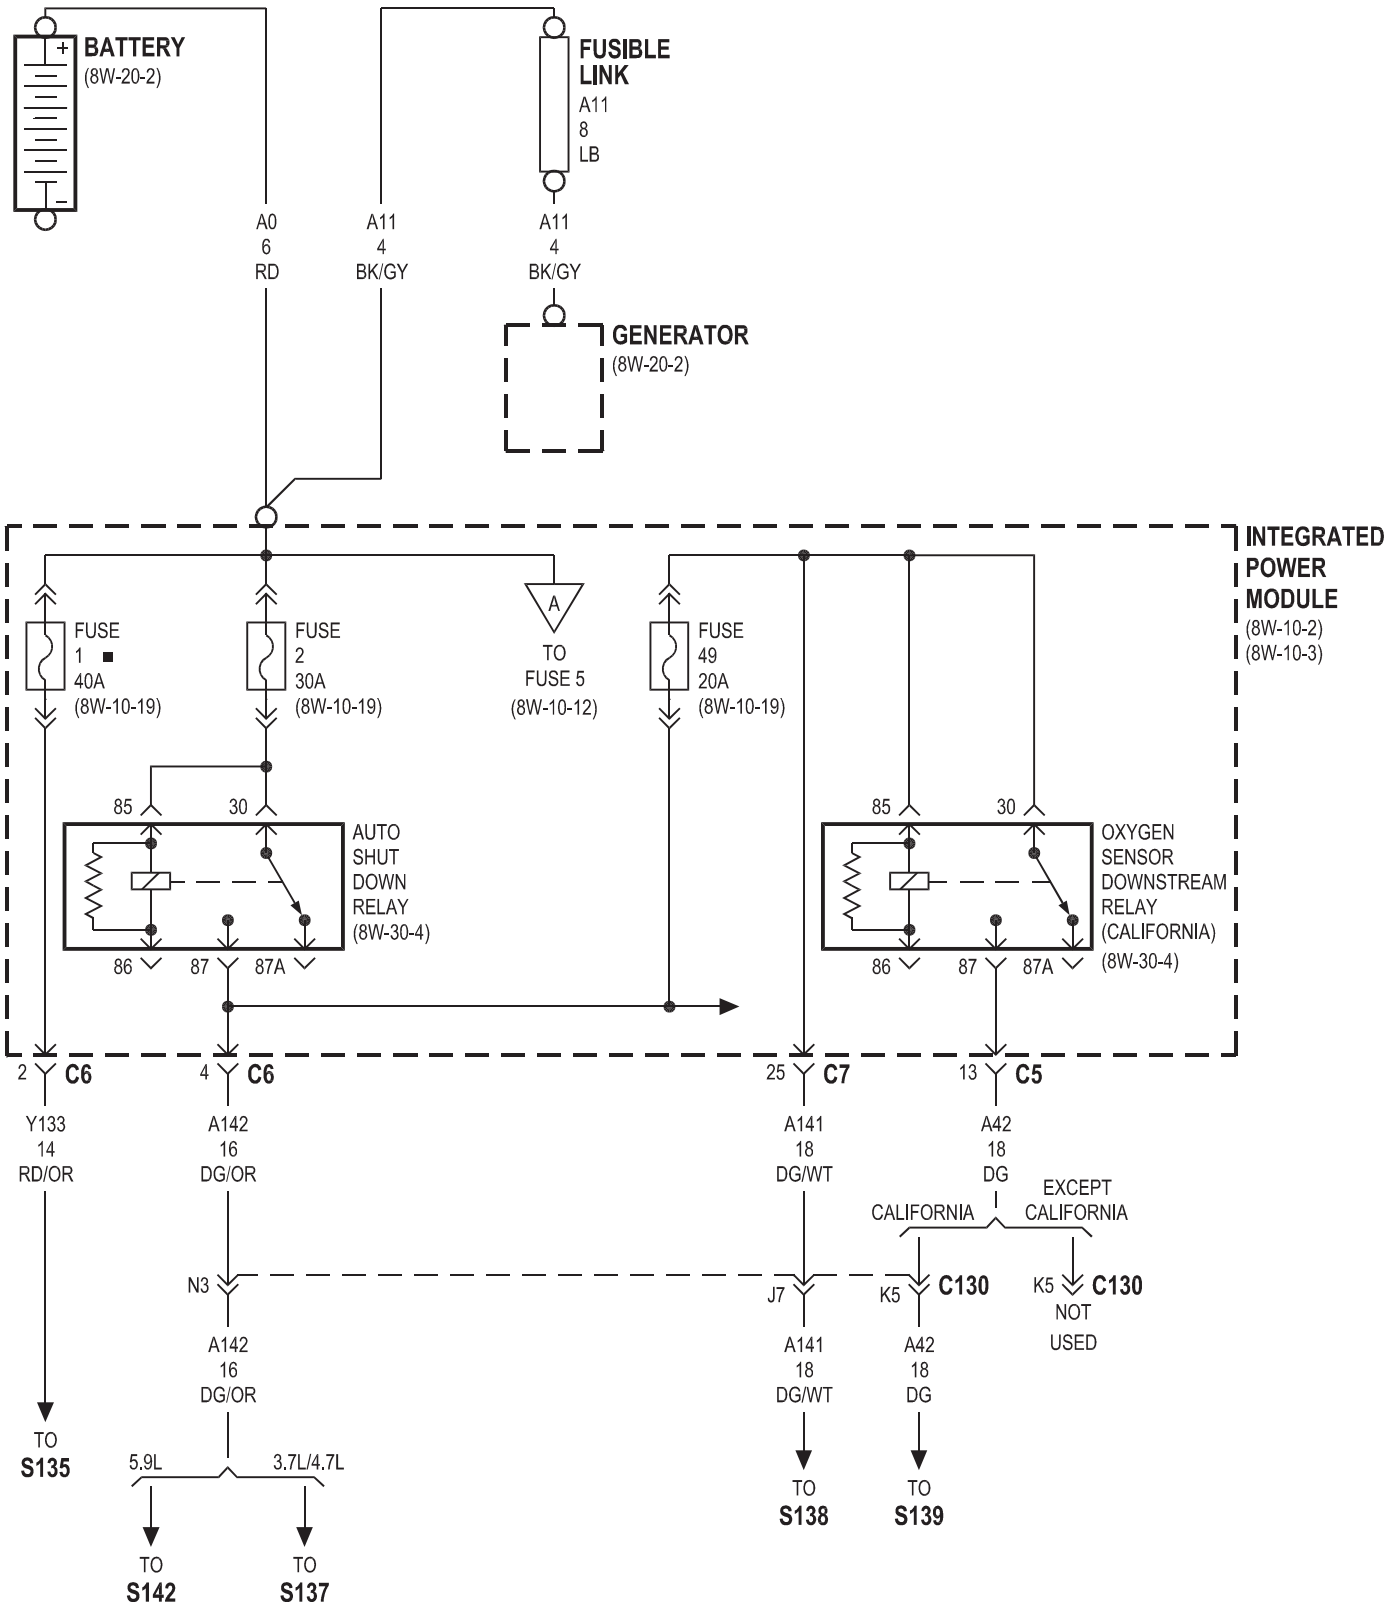 +
BATTERY
(8W-20-2)
–
FUSIBLE
LINK
A11
8
LB
A0
6
RD
A11
4
BK/GY
A11
4
BK/GY
GENERATOR
(8W-20-2)
INTEGRATED
POWER
MODULE
(8W-10-2)
(8W-10-3)
FUSE
1 ■
40A
(8W-10-19)
FUSE
2
30A
(8W-10-19)
A
TO
FUSE 5
(8W-10-12)
FUSE
49
20A
(8W-10-19)
85
30
AUTO
SHUT
DOWN
RELAY
(8W-30-4)
86
87
87A
85
30
OXYGEN
SENSOR
DOWNSTREAM
RELAY
(CALIFORNIA)
(8W-30-4)
86
87
87A
2 C6
4 C6
25 C7
13 C5
Y133
14
RD/OR
A142
16
DG/OR
A141
18
DG/WT
A42
18
DG
CALIFORNIA
EXCEPT
CALIFORNIA
N3
J7
K5 C130
K5 C130
NOT
USED
A142
16
DG/OR
A141
18
DG/WT
A42
18
DG
TO
S135
5.9L
3.7L/4.7L
TO
S138
TO
S139
TO
S142
TO
S137